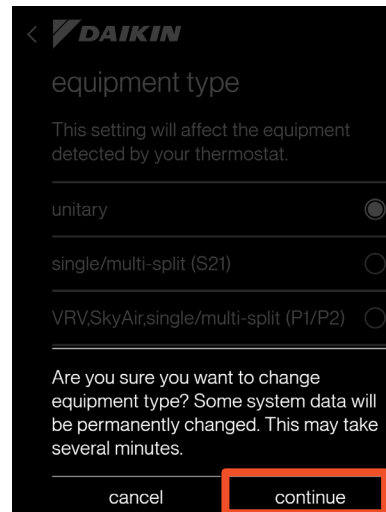 DAIKIN
equipment type
This setting will affect the equipment
detected by your thermostat.
unitary
single/multi-split (S21)
VRV,SkyAir,single/multi-split (P1/P2)
Are you sure you want to change
equipment type? Some system data will
be permanently changed. This may take
several minutes.
cancel continue